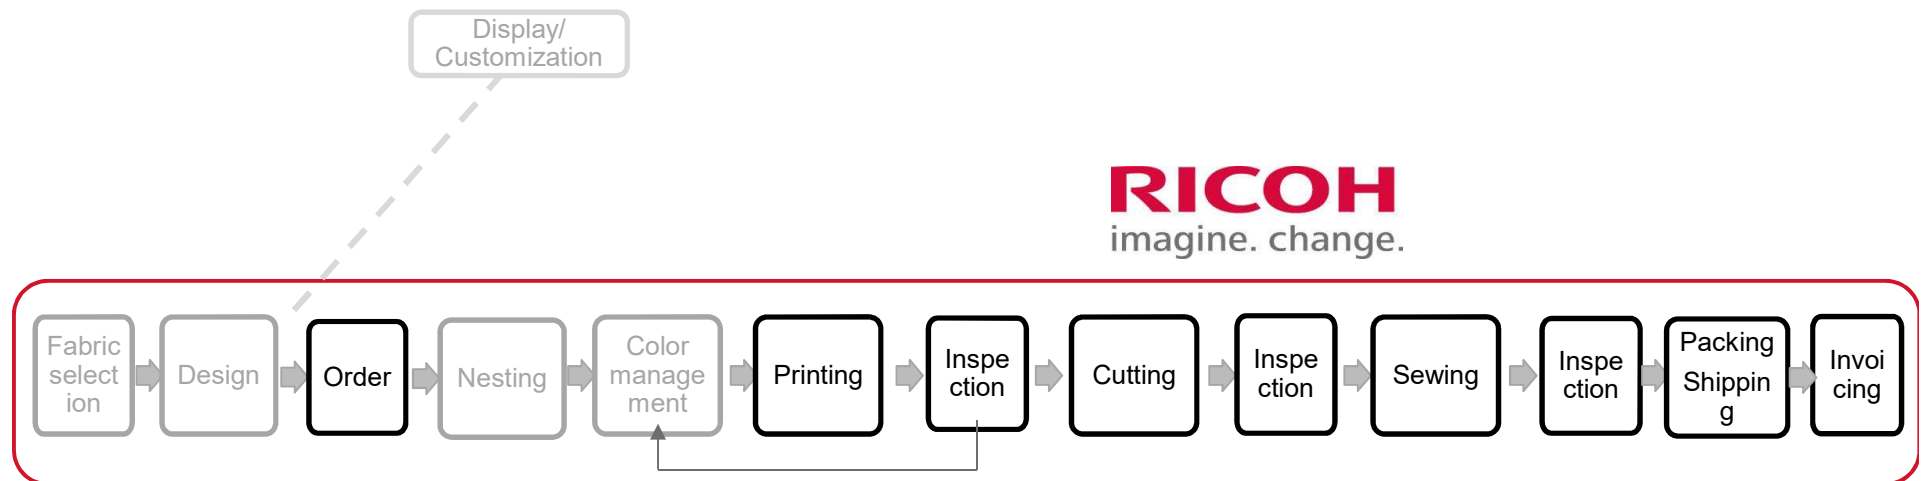 Display/
Customization
RICOH
imagine. change.
Fabric
select
ion
Design
Order
Nesting
Color
manage
ment
Printing
Inspe
ction
Cutting
Inspe
ction
Sewing
Inspe
ction
Packing
Shippin
g
Invoi
cing